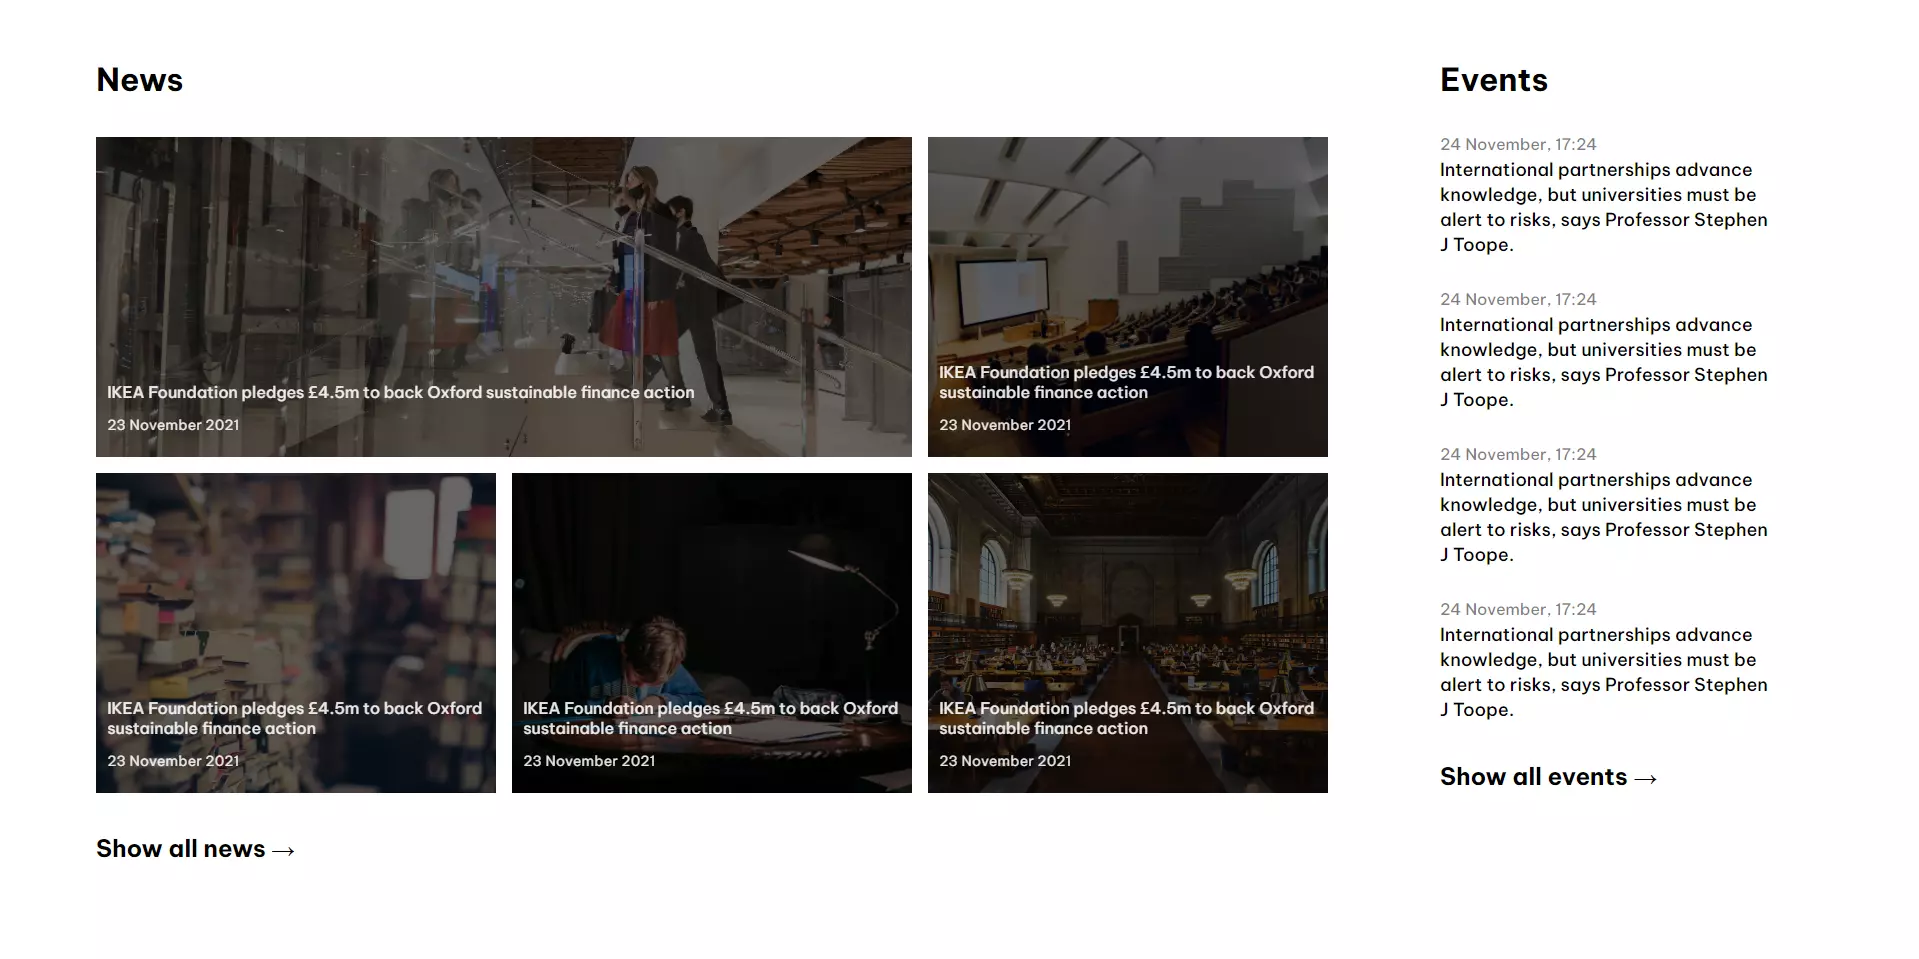 News
IKEA Foundation pledges £4.5m to back Oxford sustainable finance action
23 November 2021
IKEA Foundation pledges £4.5m to back Oxford
sustainable finance action
23 November 2021
IKEA Foundation pledges £4.5m to back Oxford
sustainable finance action
23 November 2021
IKEA Foundation pledges £4.5m to back Oxford
sustainable finance action
23 November 2021
IKEA Foundation pledges £4.5m to back Oxford
sustainable finance action
23 November 2021
Show all news →
Events
24 November, 17:24
International partnerships advance
knowledge, but universities must be
alert to risks, says Professor Stephen
J Toope.
24 November, 17:24
International partnerships advance
knowledge, but universities must be
alert to risks, says Professor Stephen
J Toope.
24 November, 17:24
International partnerships advance
knowledge, but universities must be
alert to risks, says Professor Stephen
J Toope.
24 November, 17:24
International partnerships advance
knowledge, but universities must be
alert to risks, says Professor Stephen
J Toope.
Show all events →